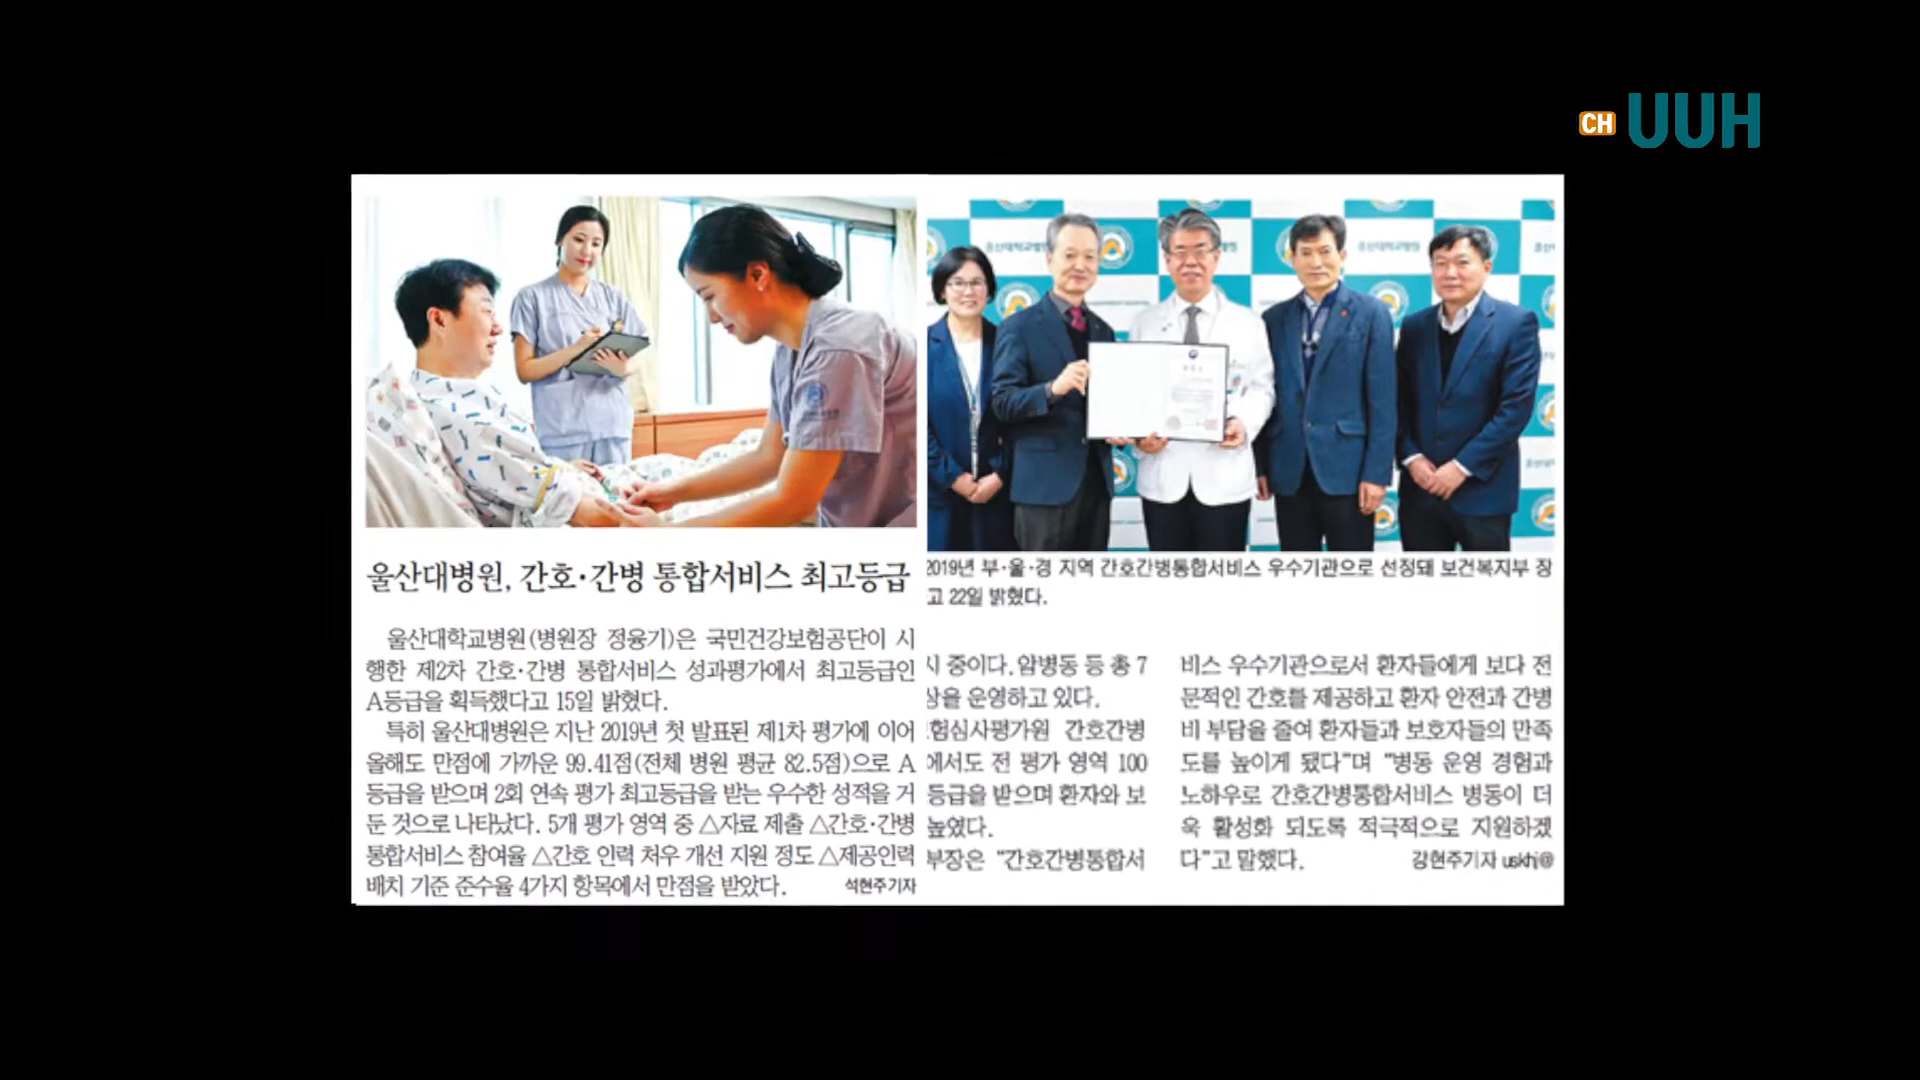 CH UUH
울산대학교병원
울산대병원, 간호·간병 통합서비스 최고등급
울산대학교병원(병원장 정융기)은 국민건강보험공단이 시
행한 제2차 간호·간병 통합서비스 성과평가에서 최고등급인
A등급을 획득했다고 15일 밝혔다.
특히 울산대병원은 지난 2019년 첫 발표된 제1차 평가에 이어
올해도 만점에 가까운 99.41점(전체 병원 평균 82.5점)으로 A
등급을 받으며 2회 연속 평가 최고등급을 받는 우수한 성적을 거
둔 것으로 나타났다. 5개 평가 영역 중 △자료 제출 △간호·간병
통합서비스 참여율 △간호 인력 처우 개선 지원 정도 △제공인력
배치 기준 준수율 4가지 항목에서 만점을 받았다. 석현주기자
2019년 부·울·경 지역 간호간병통합서비스 우수기관으로 선정돼 보건복지부 장
고 22일 밝혔다.
시 중이다. 암병동 등 총 7
상을 운영하고 있다.
험심사평가원 간호간병
에서도 전 평가 영역 100
등급을 받으며 환자와 보
높였다.
부장은 “간호간병통합서
비스 우수기관으로서 환자들에게 보다 전
문적인 간호를 제공하고 환자 안전과 간병
비 부담을 줄여 환자들과 보호자들의 만족
도를 높이게 됐다”며 “병동 운영 경험과
노하우로 간호간병통합서비스 병동이 더
욱 활성화 되도록 적극적으로 지원하겠
다”고 말했다. 강현주기자 uskhj@